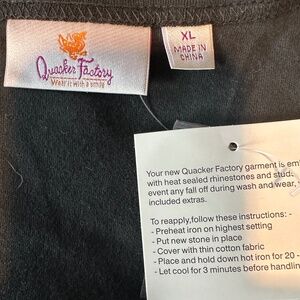 Quacker Factory
Wear it with a smile
XL
MADE IN
CHINA
Your new Quacker Factory garment is em
with heat sealed rhinestones and stud
event any fall off during wash and wear,
included extras.
To reapply,follow these instructions: -
- Preheat iron on highest setting
- Put new stone in place
- Cover with thin cotton fabric
- Place and hold down hot iron for 20 -
- Let cool for 3 minutes before handlin